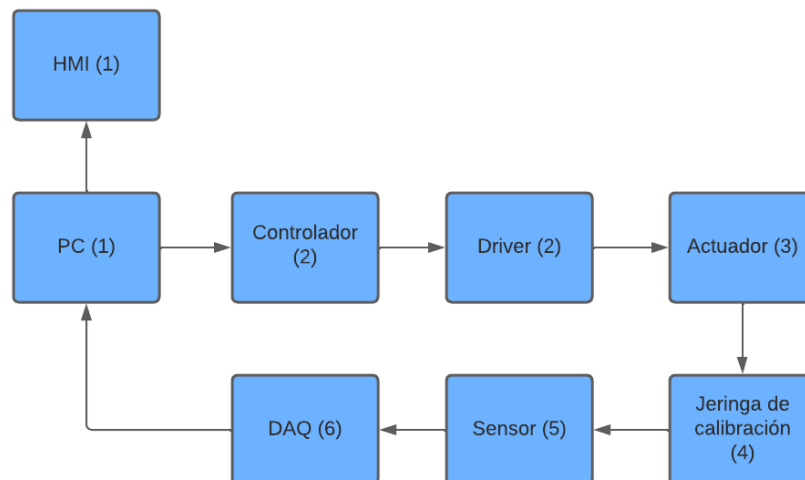 HMI (1)
PC (1)
Controlador
(2)
Driver (2)
Actuador (3)
DAQ (6)
Sensor (5)
Jeringa de
calibración
(4)